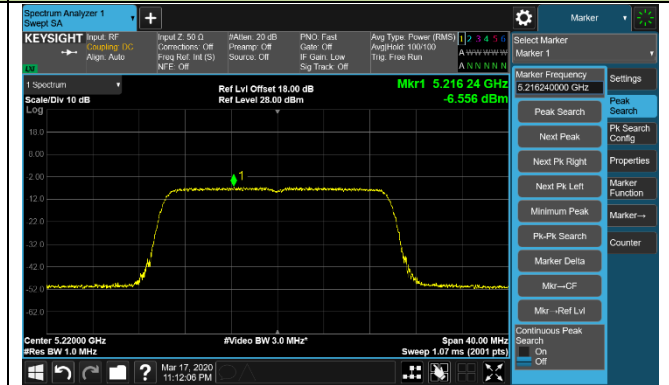 Spectrum Analyzer 1
Swept SA
Marker
KEYSIGHT
Input: RF
Coupling: DC
Align: Auto
Input Z: 50 Ω
Corrections: Off
Freq Ref: Int (S)
NFE: Off
#Atten: 20 dB
Preamp: Off
Source: Off
PNO: Fast
Gate: Off
IF Gain: Low
Sig Track: Off
Avg Type: Power (RMS)
Avg|Hold: 100/100
Trig: Free Run
1 2 3 4 5 6
A W W W W W
A N N N N N
LXI
Select Marker
Marker 1
1 Spectrum
Scale/Div 10 dB
Log
Ref Lvl Offset 18.00 dB
Ref Level 28.00 dBm
Mkr1 5.216 24 GHz
-6.556 dBm
18.0
8.00
-2.00
-12.0
-22.0
-32.0
-42.0
-52.0
-62.0
1
Center 5.22000 GHz
#Res BW 1.0 MHz
#Video BW 3.0 MHz*
Span 40.00 MHz
Sweep 1.07 ms (2001 pts)
Marker Frequency
5.216240000 GHz
Peak Search
Next Peak
Next Pk Right
Next Pk Left
Minimum Peak
Pk-Pk Search
Marker Delta
Mkr→CF
Mkr→Ref Lvl
Continuous Peak
Search
On
Off
Settings
Peak
Search
Pk Search
Config
Properties
Marker
Function
Marker→
Counter
?
Mar 17, 2020
11:12:06 PM